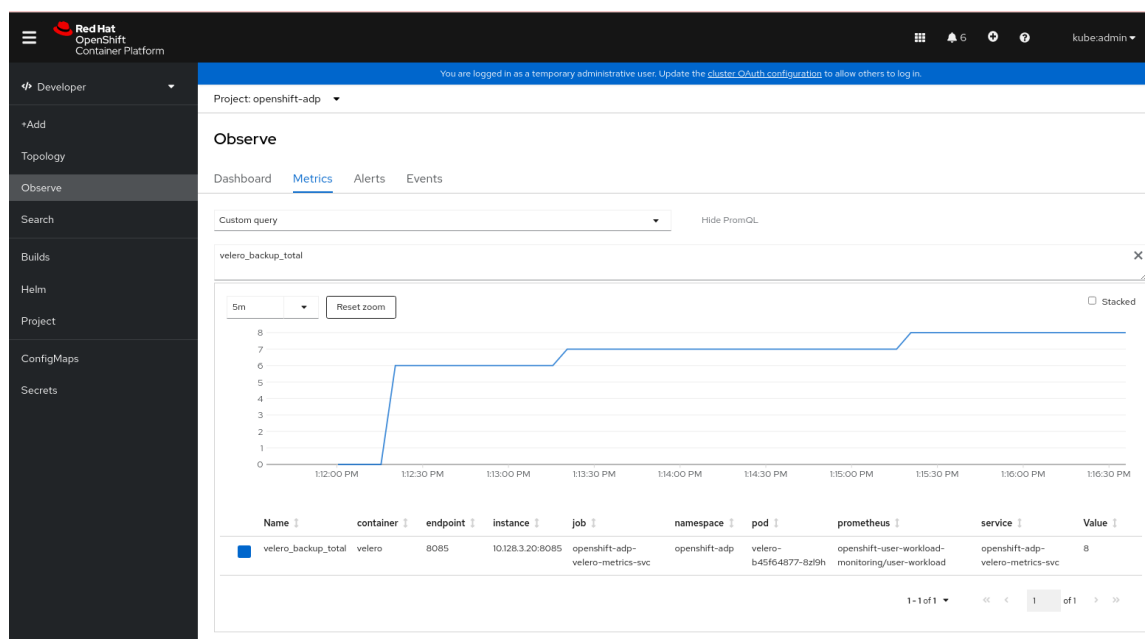 Red Hat
OpenShift
Container Platform
6
kube:admin
You are logged in as a temporary administrative user. Update the cluster OAuth configuration to allow others to log in.
Developer
Project: openshift-adp
+Add
Topology
Observe
Search
Builds
Helm
Project
ConfigMaps
Secrets
Observe
Dashboard Metrics Alerts Events
Custom query Hide PromQL
velero_backup_total
5m Reset zoom Stacked
8
7
6
5
4
3
2
1
0
1:12:00 PM 1:12:30 PM 1:13:00 PM 1:13:30 PM 1:14:00 PM 1:14:30 PM 1:15:00 PM 1:15:30 PM 1:16:00 PM 1:16:30 PM
Name container endpoint instance job namespace pod prometheus service Value
velero_backup_total velero 8085 10.128.3.20:8085 openshift-adp- openshift-adp velero- openshift-user-workload- openshift-adp- 8
velero-metrics-svc b45f64877-8zl9h monitoring/user-workload velero-metrics-svc
1 - 1 of 1 1 of 1